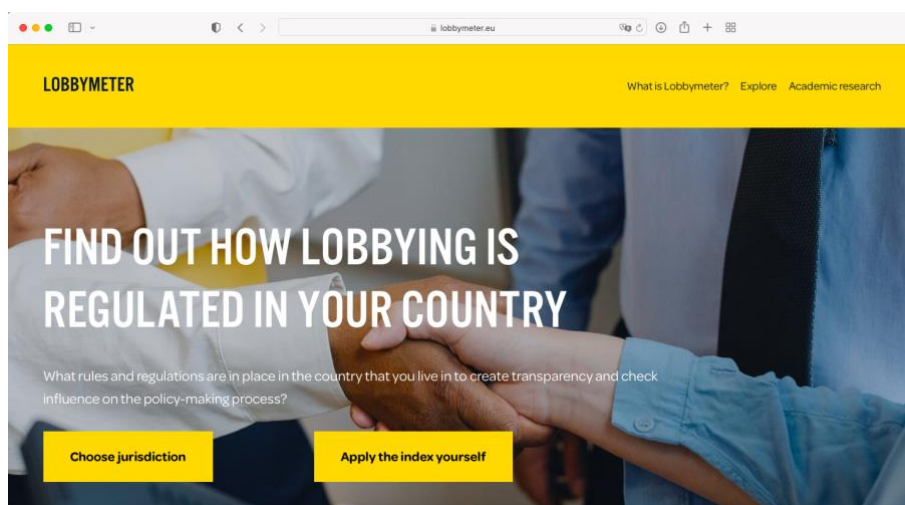 lobbymeter.eu
LOBBYMETER
What is Lobbymeter? Explore Academic research
FIND OUT HOW LOBBYING IS
REGULATED IN YOUR COUNTRY
What rules and regulations are in place in the country that you live in to create transparency and check
influence on the policy-making process?
Choose jurisdiction
Apply the index yourself